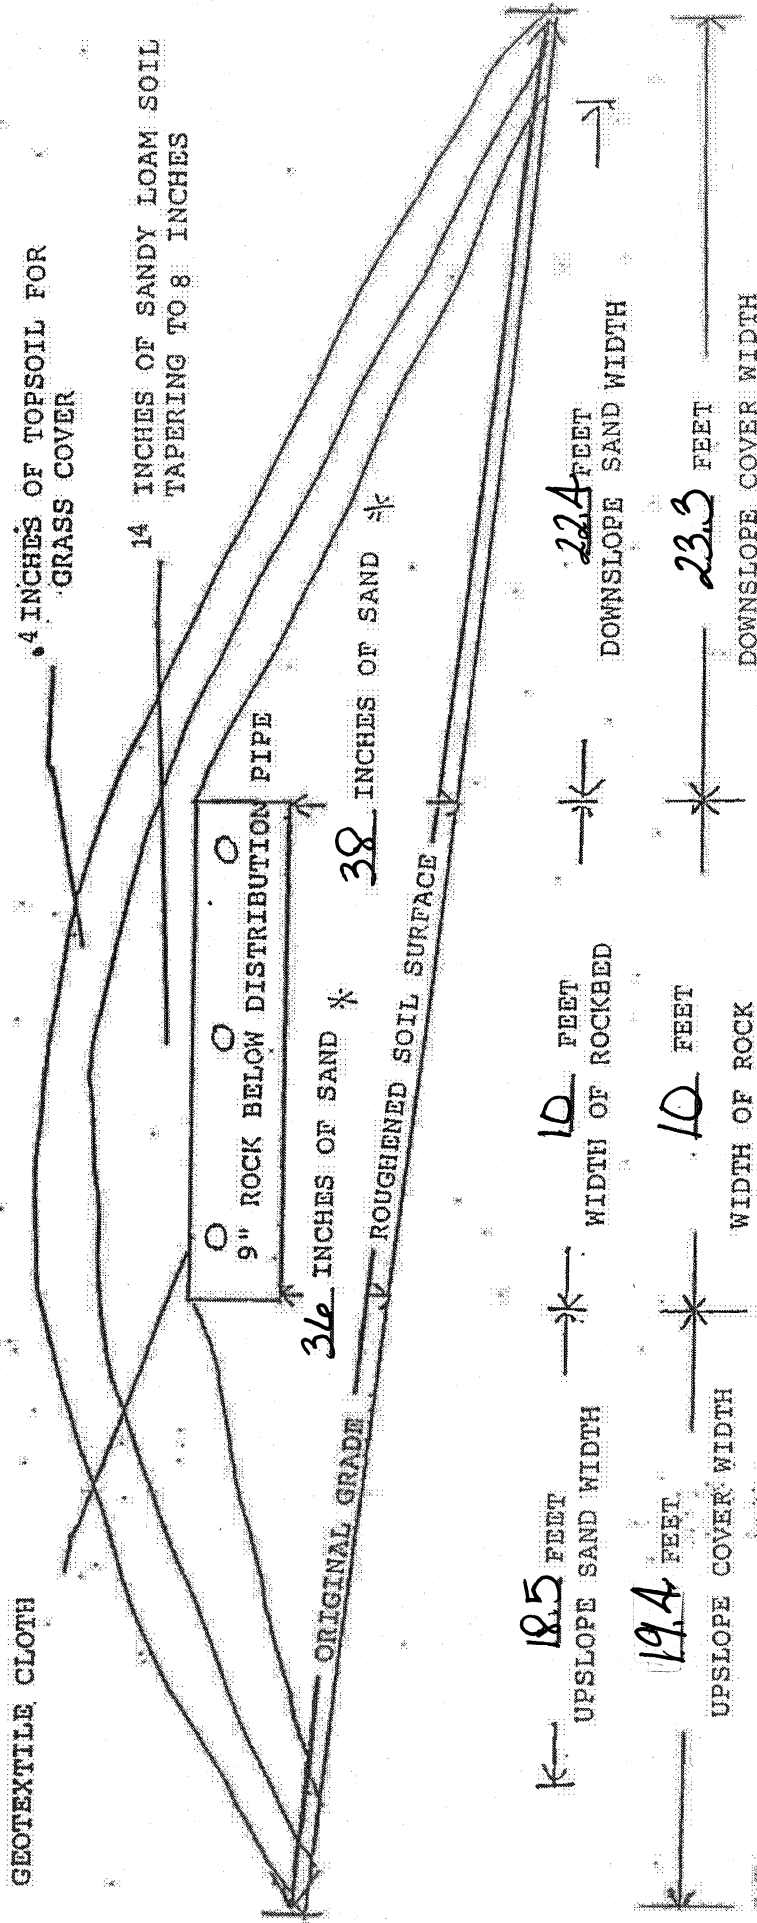 .4 INCHES OF TOPSOIL FOR
GRASS COVER
14 INCHES OF SANDY LOAM SOIL
TAPERING TO 8 INCHES
GEOTEXTILE CLOTH
9" ROCK BELOW DISTRIBUTION PIPE
36 INCHES OF SAND *
38 INCHES OF SAND *
ORIGINAL GRADE
ROUGHENED SOIL SURFACE
18.5 FEET
UPSLOPE SAND WIDTH
10 FEET
WIDTH OF ROCKBED
22.4 FEET
DOWNSLOPE SAND WIDTH
19.4 FEET
UPSLOPE COVER WIDTH
10 FEET
WIDTH OF ROCK
23.3 FEET
DOWNSLOPE COVER WIDTH